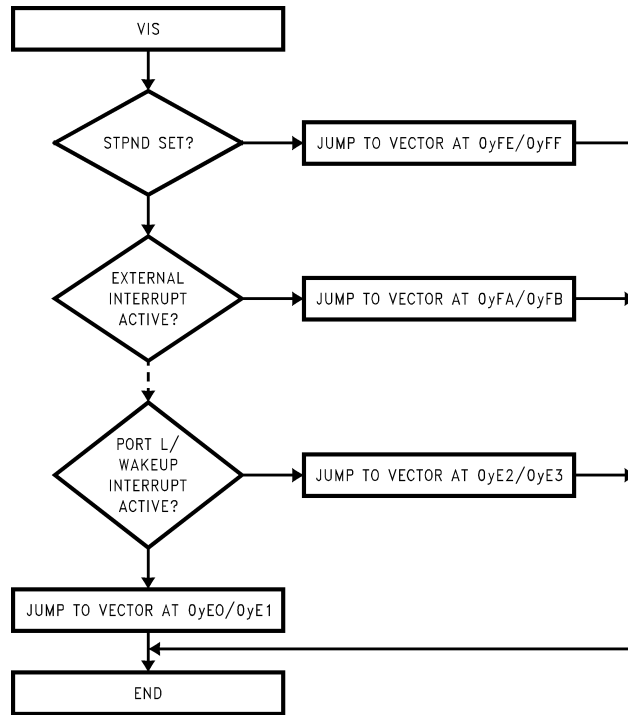 VIS
STPND SET?
JUMP TO VECTOR AT 0yFE/0yFF
EXTERNAL
INTERRUPT
ACTIVE?
JUMP TO VECTOR AT 0yFA/0yFB
PORT L/
WAKEUP
INTERRUPT
ACTIVE?
JUMP TO VECTOR AT 0yE2/0yE3
JUMP TO VECTOR AT 0yE0/0yE1
END